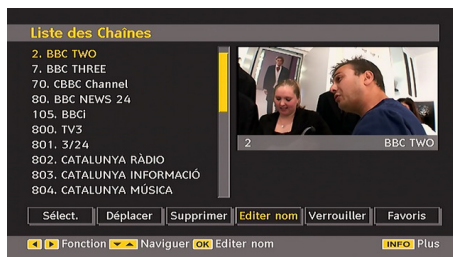 Liste des Chaînes
2. BBC TWO
7. BBC THREE
70. CBBC Channel
80. BBC NEWS 24
105. BBCi
800. TV3
801. 3/24
802. CATALUNYA RÀDIO
803. CATALUNYA INFORMACIÓ
804. CATALUNYA MÚSICA
2 BBC TWO
Sélect. Déplacer Supprimer Editer nom Verrouiller Favoris
Fonction Naviguer OK Editer nom INFO Plus